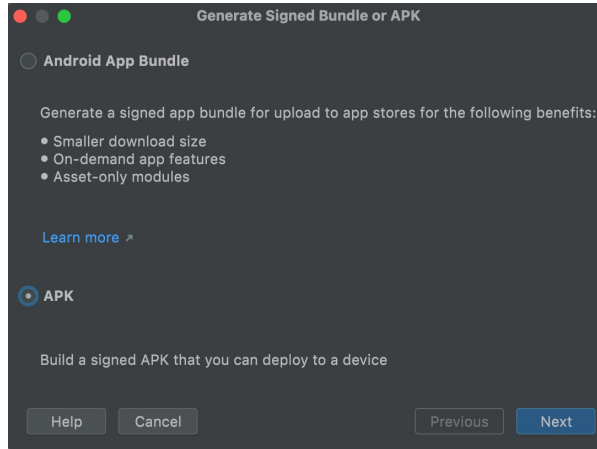 Generate Signed Bundle or APK
Android App Bundle
Generate a signed app bundle for upload to app stores for the following benefits:
• Smaller download size
• On-demand app features
• Asset-only modules
Learn more ↗
APK
Build a signed APK that you can deploy to a device
Help Cancel Previous Next